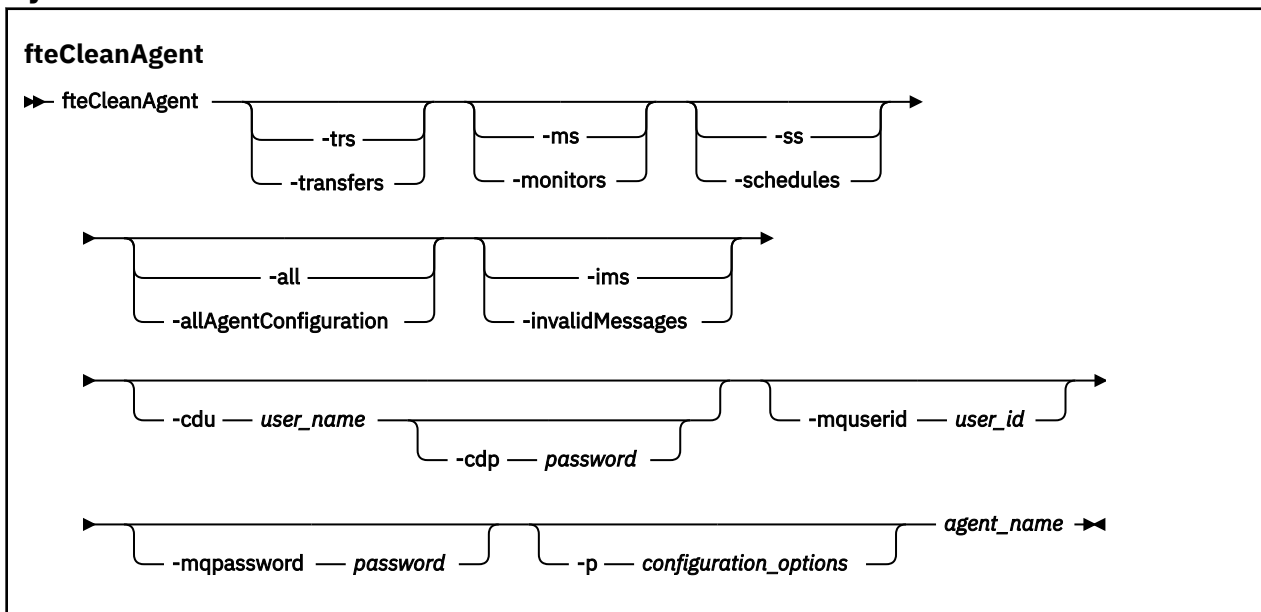 fteCleanAgent
fteCleanAgent
-trs -ms -ss
-transfers -monitors -schedules
-all -ims
-allAgentConfiguration -invalidMessages
-cdu user_name -mquserid user_id
-cdp password
agent_name
-mqpassword password -p configuration_options